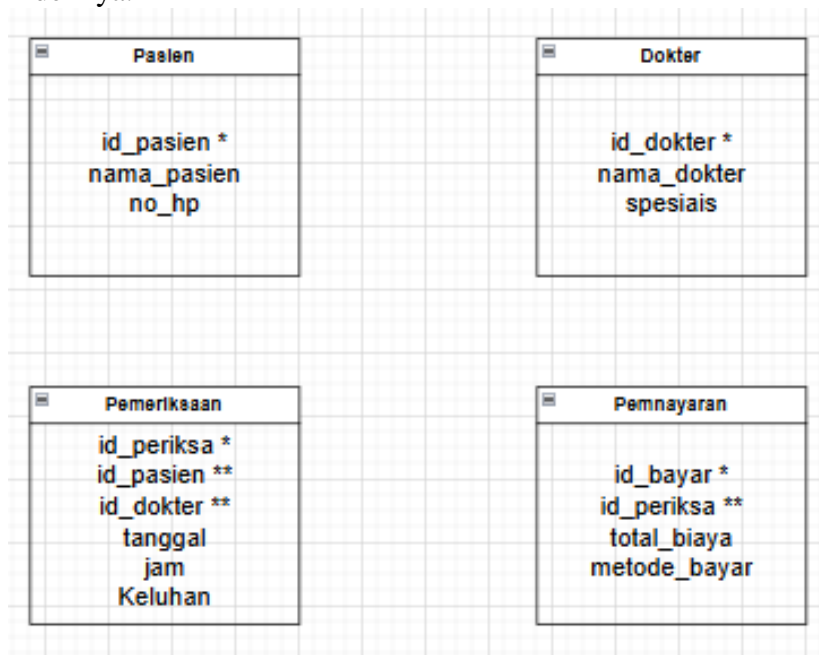 Pasien
id_pasien *
nama_pasien
no_hp
Dokter
id_dokter *
nama_dokter
spesiais
Pemeriksaan
id_periksa *
id_pasien **
id_dokter **
tanggal
jam
Keluhan
Pemnayaran
id_bayar *
id_periksa **
total_biaya
metode_bayar